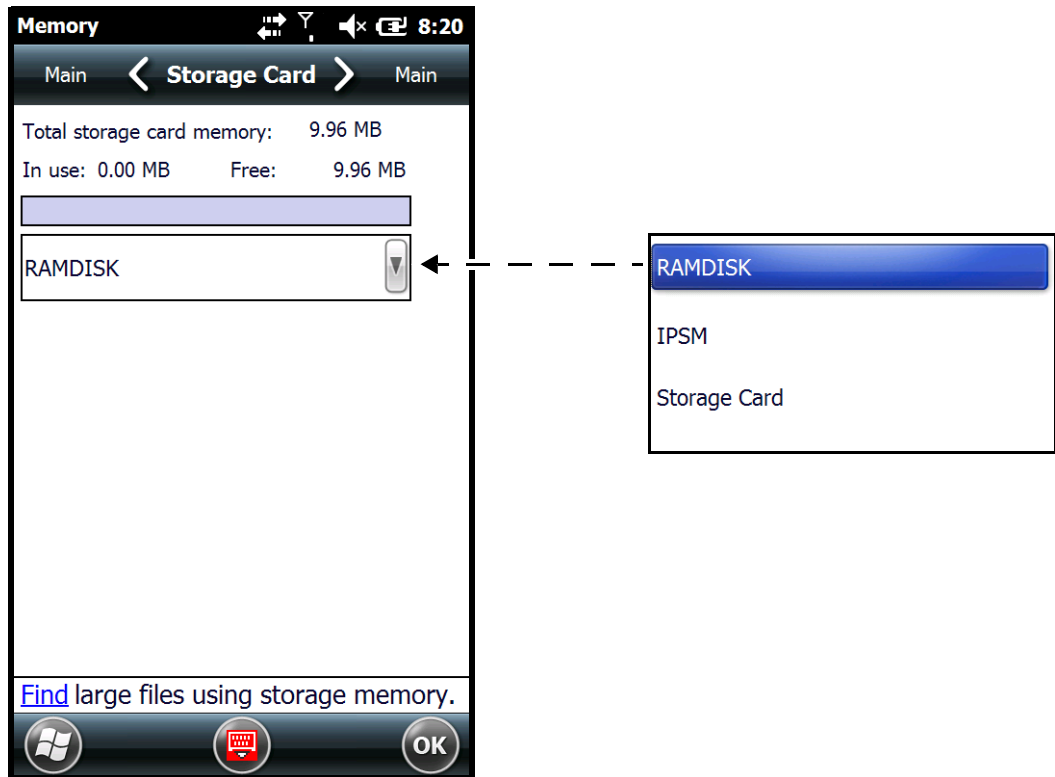 Memory 8:20
Main Storage Card Main
Total storage card memory: 9.96 MB
In use: 0.00 MB Free: 9.96 MB
RAMDISK
Find large files using storage memory.
OK
RAMDISK
IPSM
Storage Card